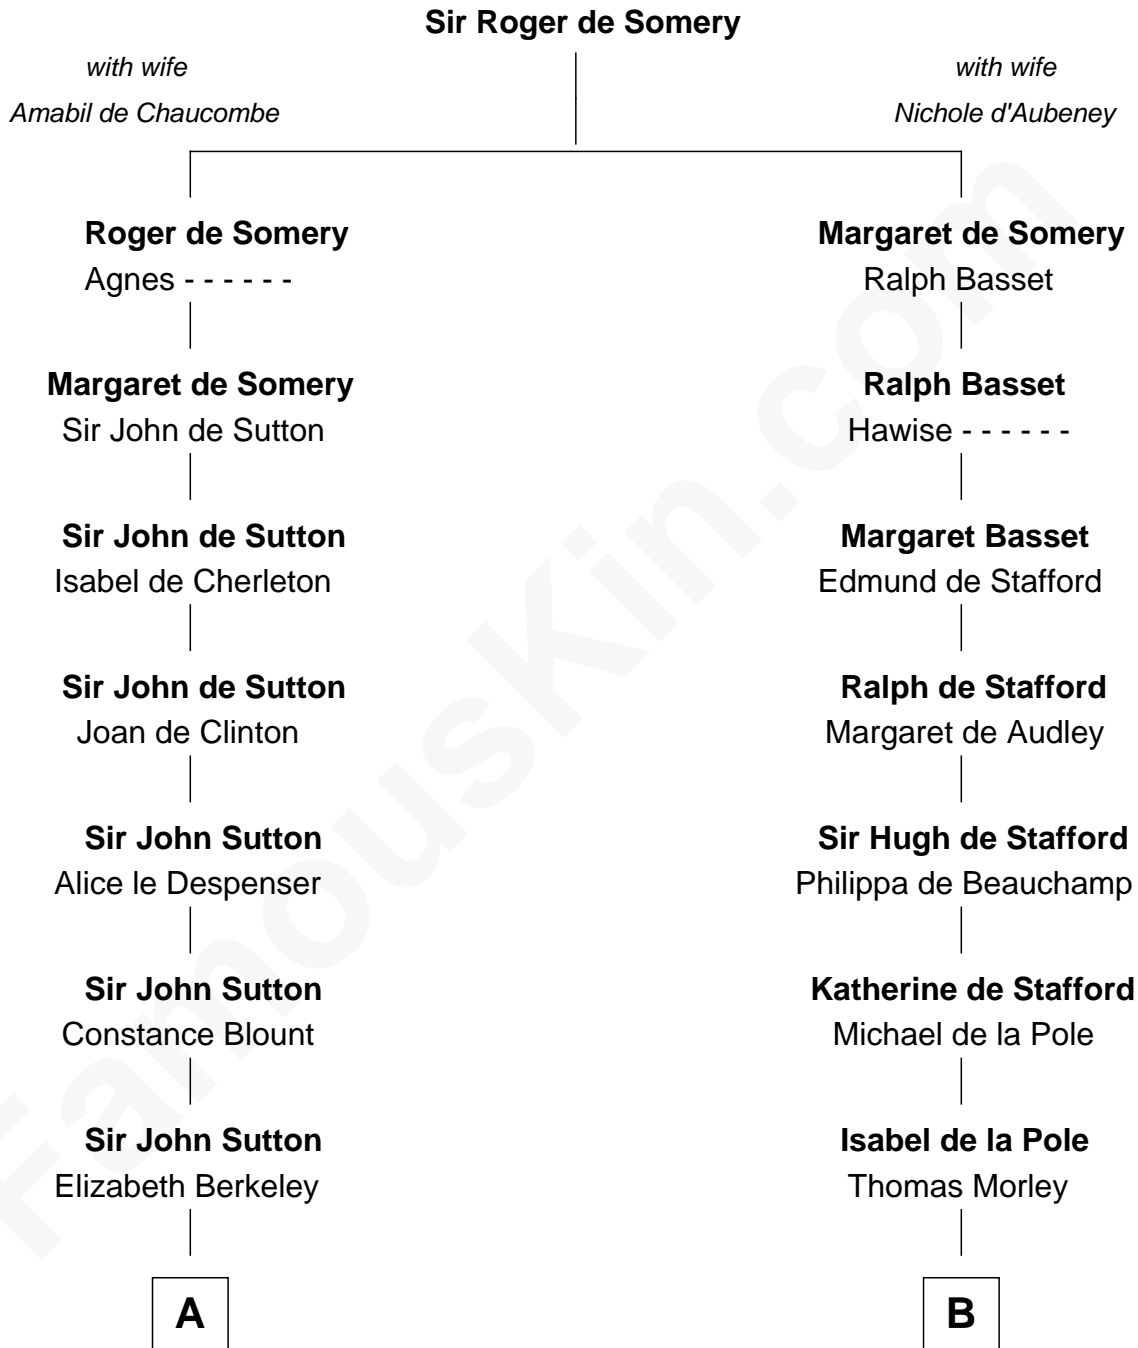 Sir Roger de Somery
with wife
Amabil de Chaucombe
with wife
Nichole d'Aubeney
Roger de Somery
Agnes - - - - - -
Margaret de Somery
Ralph Basset
Margaret de Somery
Sir John de Sutton
Ralph Basset
Hawise - - - - - -
Sir John de Sutton
Isabel de Cherleton
Margaret Basset
Edmund de Stafford
Sir John de Sutton
Joan de Clinton
Ralph de Stafford
Margaret de Audley
Sir John Sutton
Alice le Despenser
Sir Hugh de Stafford
Philippa de Beauchamp
Sir John Sutton
Constance Blount
Katherine de Stafford
Michael de la Pole
Sir John Sutton
Elizabeth Berkeley
Isabel de la Pole
Thomas Morley
A
B
FamousKin.com